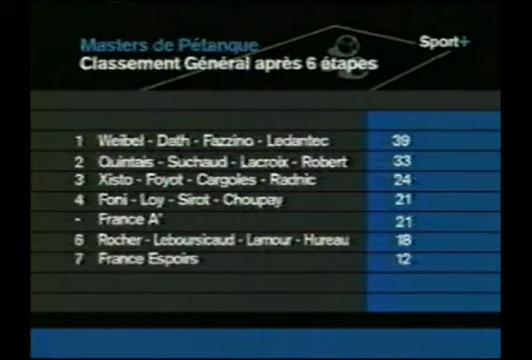 Masters de Pétanque
Sport+
Classement Général après 6 étapes
1 Weibel - Dath - Fazzino - Ledantec 39
2 Quintais - Suchaud - Lacroix - Robert 33
3 Xisto - Foyot - Cargoles - Radnic 24
4 Foni - Loy - Sirot - Choupay 21
- France A' 21
6 Rocher - Leboursicaud - Lamour - Hureau 18
7 France Espoirs 12